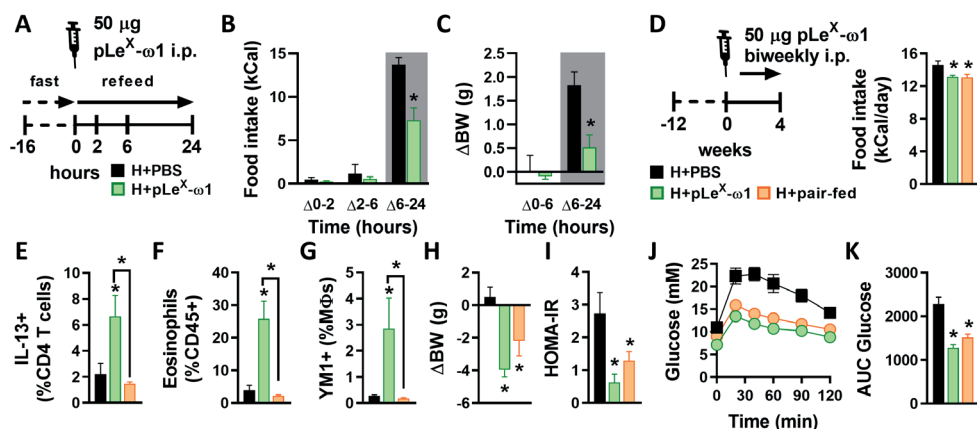 A
50 μg
pLeX-ω1 i.p.
fast
refeed
-16
0
2
6
24
hours
H+PBS
H+pLeX-ω1
B
Food intake (kCal)
15
10
5
0
Δ0-2
Δ2-6
Δ6-24
*
Time (hours)
C
ΔBW (g)
2.5
2.0
1.5
1.0
0.5
0.0
-0.5
Δ0-6
Δ6-24
*
Time (hours)
D
50 μg pLeX-ω1
biweekly i.p.
-12
0
4
weeks
H+PBS
H+pLeX-ω1
H+pair-fed
Food intake
(kCal/day)
16
12
8
4
0
* *
E
IL-13+
(%CD4 T cells)
10
8
6
4
2
0
*
*
F
Eosinophils
(%CD45+)
60
40
20
0
*
*
G
YM1+ (%MΦs)
5
4
3
2
1
0
*
*
H
ΔBW (g)
2
0
-2
-4
-6
*
*
I
HOMA-IR
4
3
2
1
0
*
*
J
Glucose (mM)
25
20
15
10
5
0
0
30
60
90
120
Time (min)
K
AUC Glucose
3000
2000
1000
0
*
*